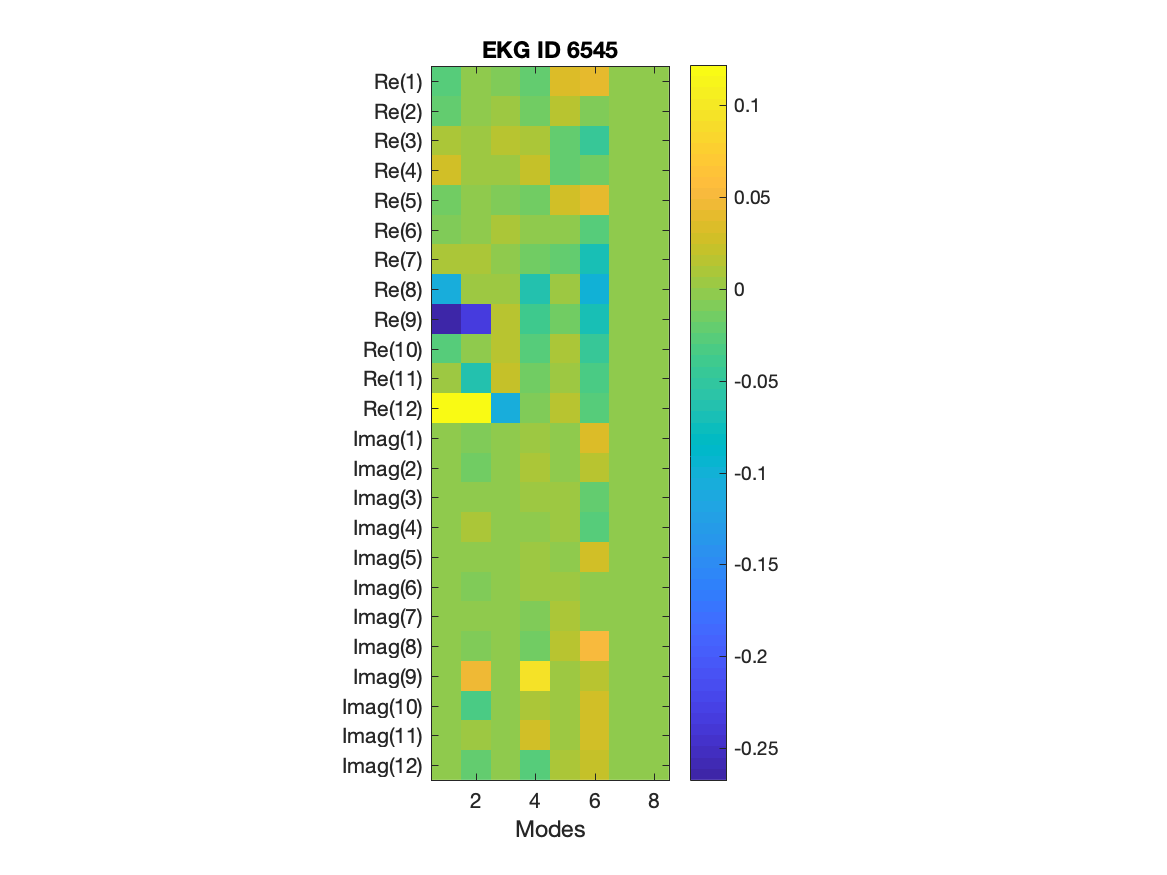 EKG ID 6545
Re(1)
Re(2)
Re(3)
Re(4)
Re(5)
Re(6)
Re(7)
Re(8)
Re(9)
Re(10)
Re(11)
Re(12)
Imag(1)
Imag(2)
Imag(3)
Imag(4)
Imag(5)
Imag(6)
Imag(7)
Imag(8)
Imag(9)
Imag(10)
Imag(11)
Imag(12)
2 4 6 8
Modes
0.1
0.05
0
-0.05
-0.1
-0.15
-0.2
-0.25